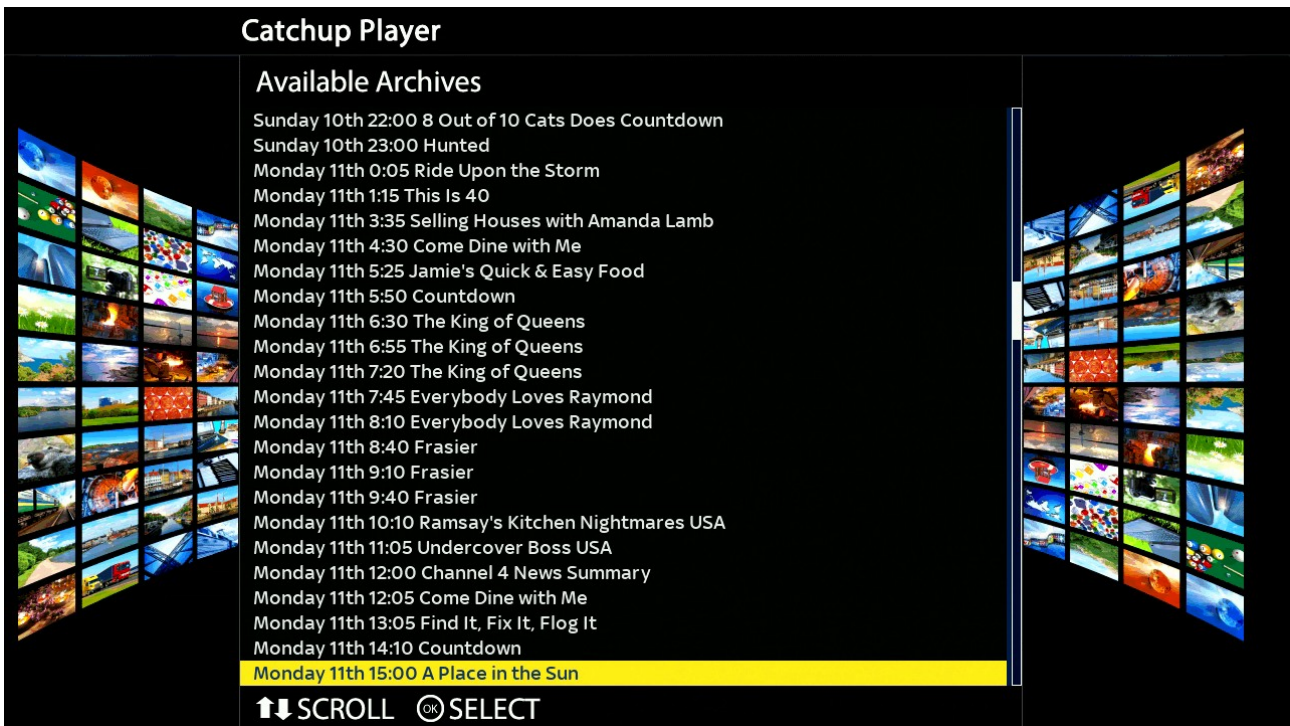 Catchup Player
Available Archives
Sunday 10th 22:00 8 Out of 10 Cats Does Countdown
Sunday 10th 23:00 Hunted
Monday 11th 0:05 Ride Upon the Storm
Monday 11th 1:15 This Is 40
Monday 11th 3:35 Selling Houses with Amanda Lamb
Monday 11th 4:30 Come Dine with Me
Monday 11th 5:25 Jamie's Quick & Easy Food
Monday 11th 5:50 Countdown
Monday 11th 6:30 The King of Queens
Monday 11th 6:55 The King of Queens
Monday 11th 7:20 The King of Queens
Monday 11th 7:45 Everybody Loves Raymond
Monday 11th 8:10 Everybody Loves Raymond
Monday 11th 8:40 Frasier
Monday 11th 9:10 Frasier
Monday 11th 9:40 Frasier
Monday 11th 10:10 Ramsay's Kitchen Nightmares USA
Monday 11th 11:05 Undercover Boss USA
Monday 11th 12:00 Channel 4 News Summary
Monday 11th 12:05 Come Dine with Me
Monday 11th 13:05 Find It, Fix It, Flog It
Monday 11th 14:10 Countdown
Monday 11th 15:00 A Place in the Sun
SCROLL OK SELECT